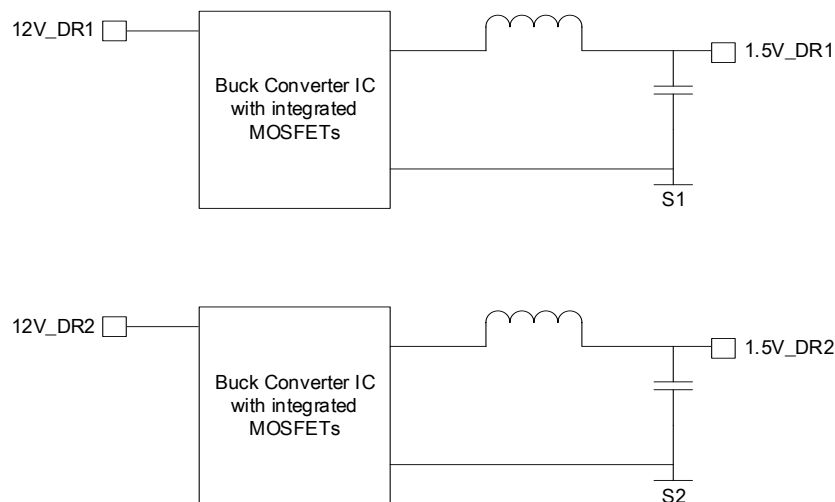 12V_DR1
Buck Converter IC
with integrated
MOSFETs
1.5V_DR1
S1
12V_DR2
Buck Converter IC
with integrated
MOSFETs
1.5V_DR2
S2